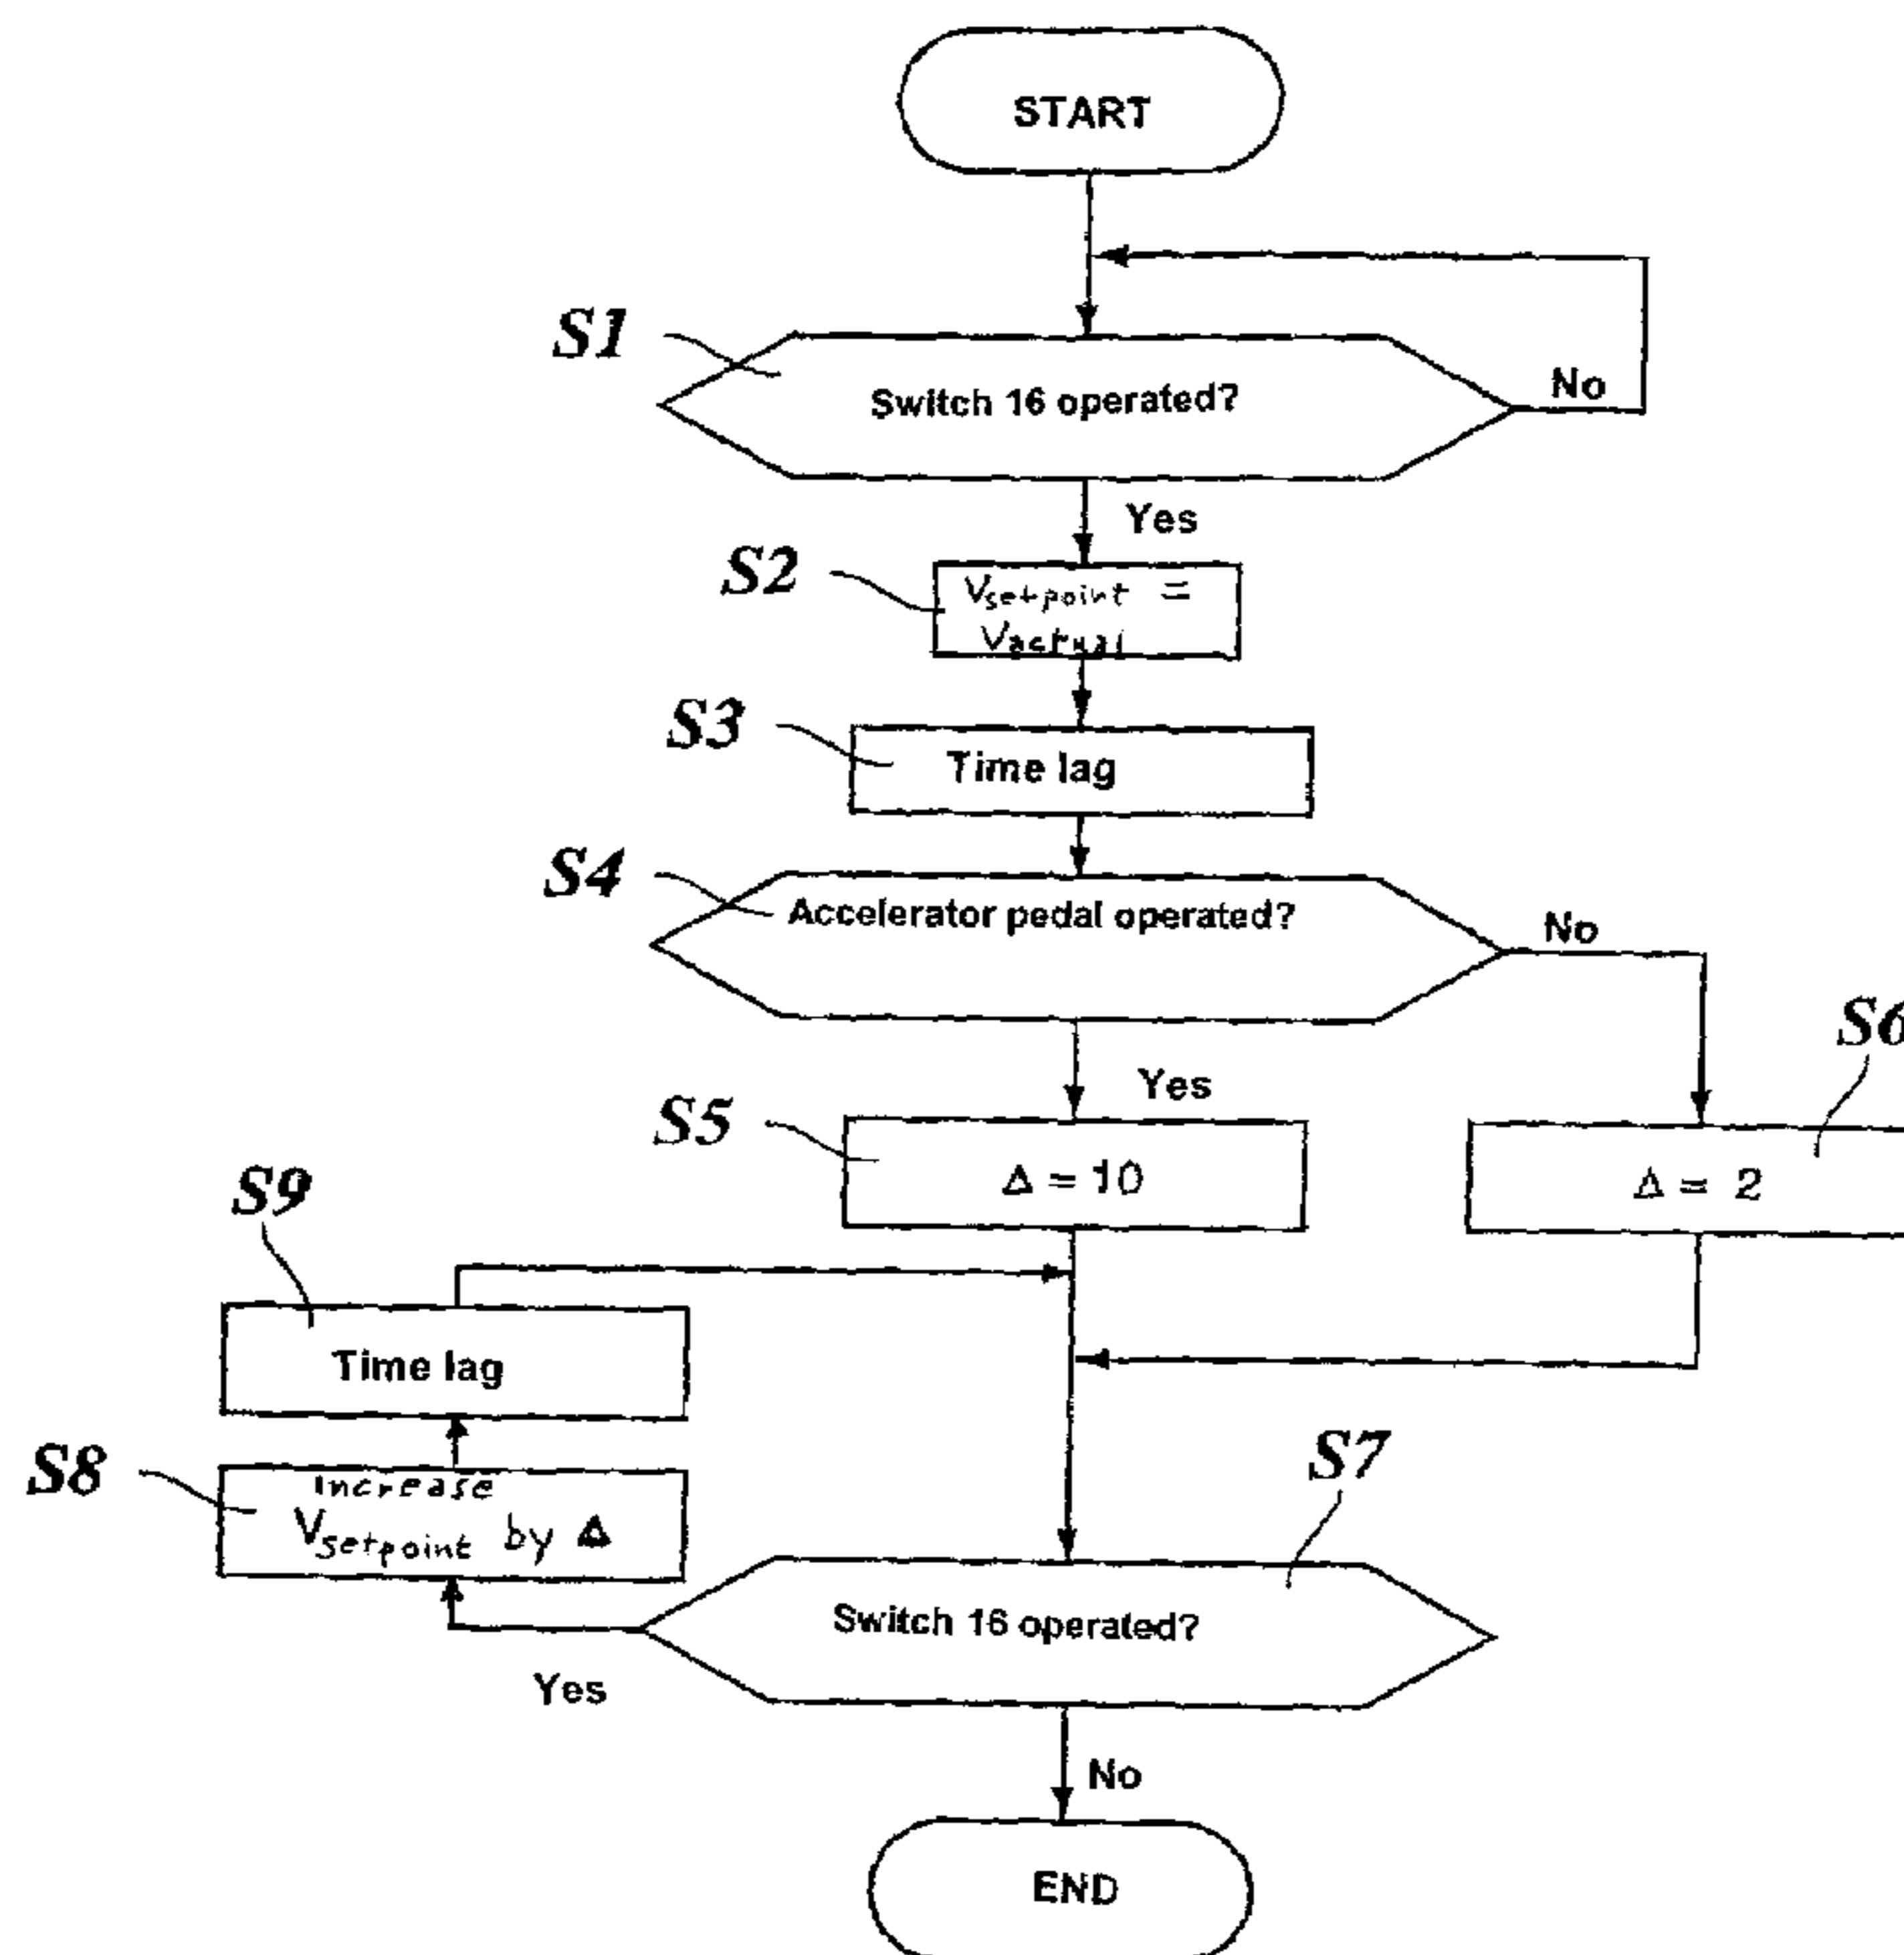 START
S1
Switch 16 operated?
No
Yes
S2
Vsetpoint =
Vactual
S3
Time lag
S4
Accelerator pedal operated?
No
Yes
S5
Δ = 10
S6
Δ = 2
S9
Time lag
S8
increase
Vsetpoint by Δ
S7
Switch 16 operated?
Yes
No
END